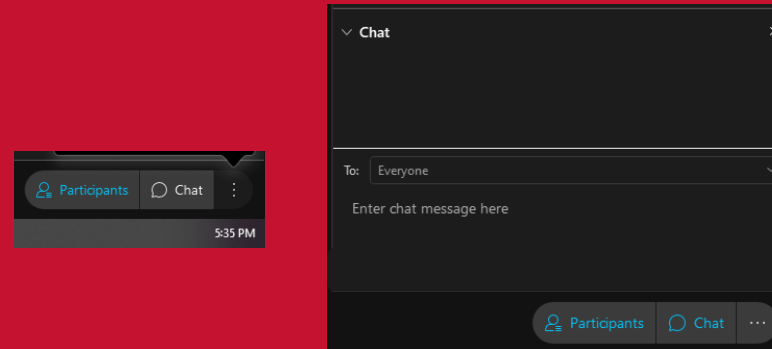 Participants Chat
5:35 PM
Chat
To: Everyone
Enter chat message here
Participants Chat